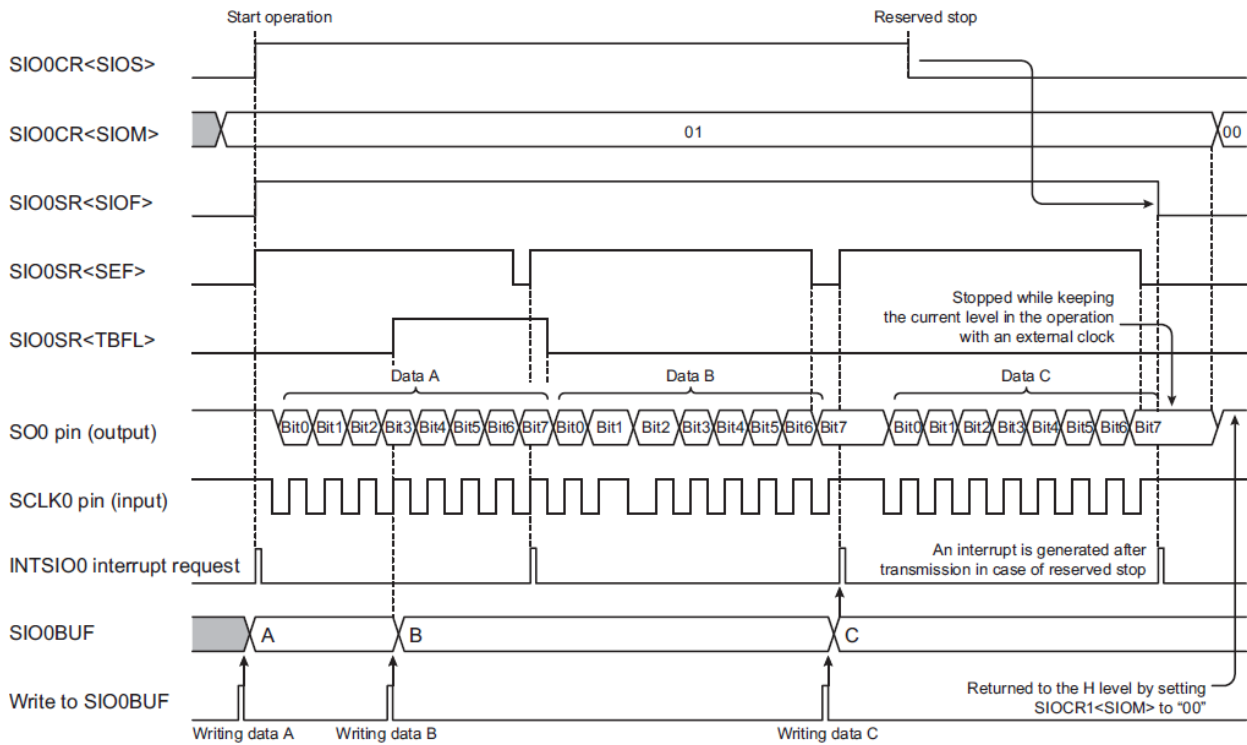 Start operation
Reserved stop
SIO0CR<SIOS>
SIO0CR<SIOM>
01
00
SIO0SR<SIOF>
SIO0SR<SEF>
Stopped while keeping
the current level in the operation
with an external clock
SIO0SR<TBFL>
Data A
Data B
Data C
SO0 pin (output)
Bit0 Bit1 Bit2 Bit3 Bit4 Bit5 Bit6 Bit7 Bit0 Bit1 Bit2 Bit3 Bit4 Bit5 Bit6 Bit7 Bit0 Bit1 Bit2 Bit3 Bit4 Bit5 Bit6 Bit7
SCLK0 pin (input)
INTSIO0 interrupt request
An interrupt is generated after
transmission in case of reserved stop
SIO0BUF
A
B
C
Write to SIO0BUF
Returned to the H level by setting
SIOCR1<SIOM> to “00”
Writing data A
Writing data B
Writing data C